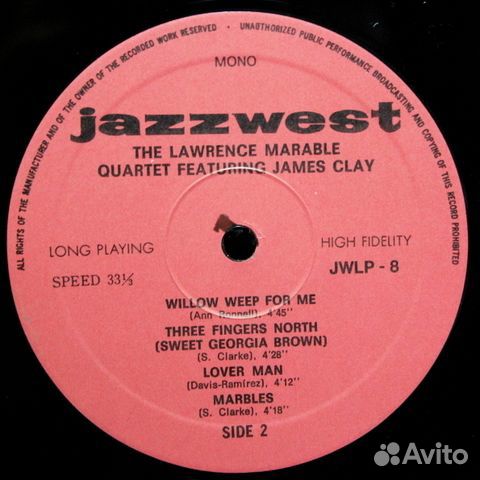 ALL RIGHTS OF THE MANUFACTURER AND OF THE OWNER OF THE RECORDED WORK RESERVED • UNAUTHORIZED PUBLIC PERFORMANCE BROADCASTING AND COPYING OF THIS RECORD PROHIBITED
MONO
jazzwest
THE LAWRENCE MARABLE
QUARTET FEATURING JAMES CLAY
LONG PLAYING
HIGH FIDELITY
SPEED 33⅓
JWLP - 8
WILLOW WEEP FOR ME
(Ann Ronnell), 4'45''
THREE FINGERS NORTH
(SWEET GEORGIA BROWN)
(S. Clarke), 4'28''
LOVER MAN
(Davis-Ramírez), 4'12''
MARBLES
(S. Clarke), 4'18''
SIDE 2
Avito